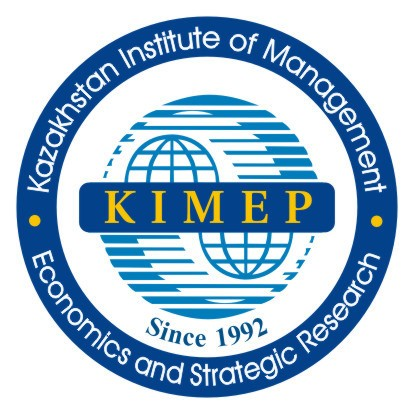 Kazakhstan Institute of Management
KIMEP
Since 1992
Economics and Strategic Research